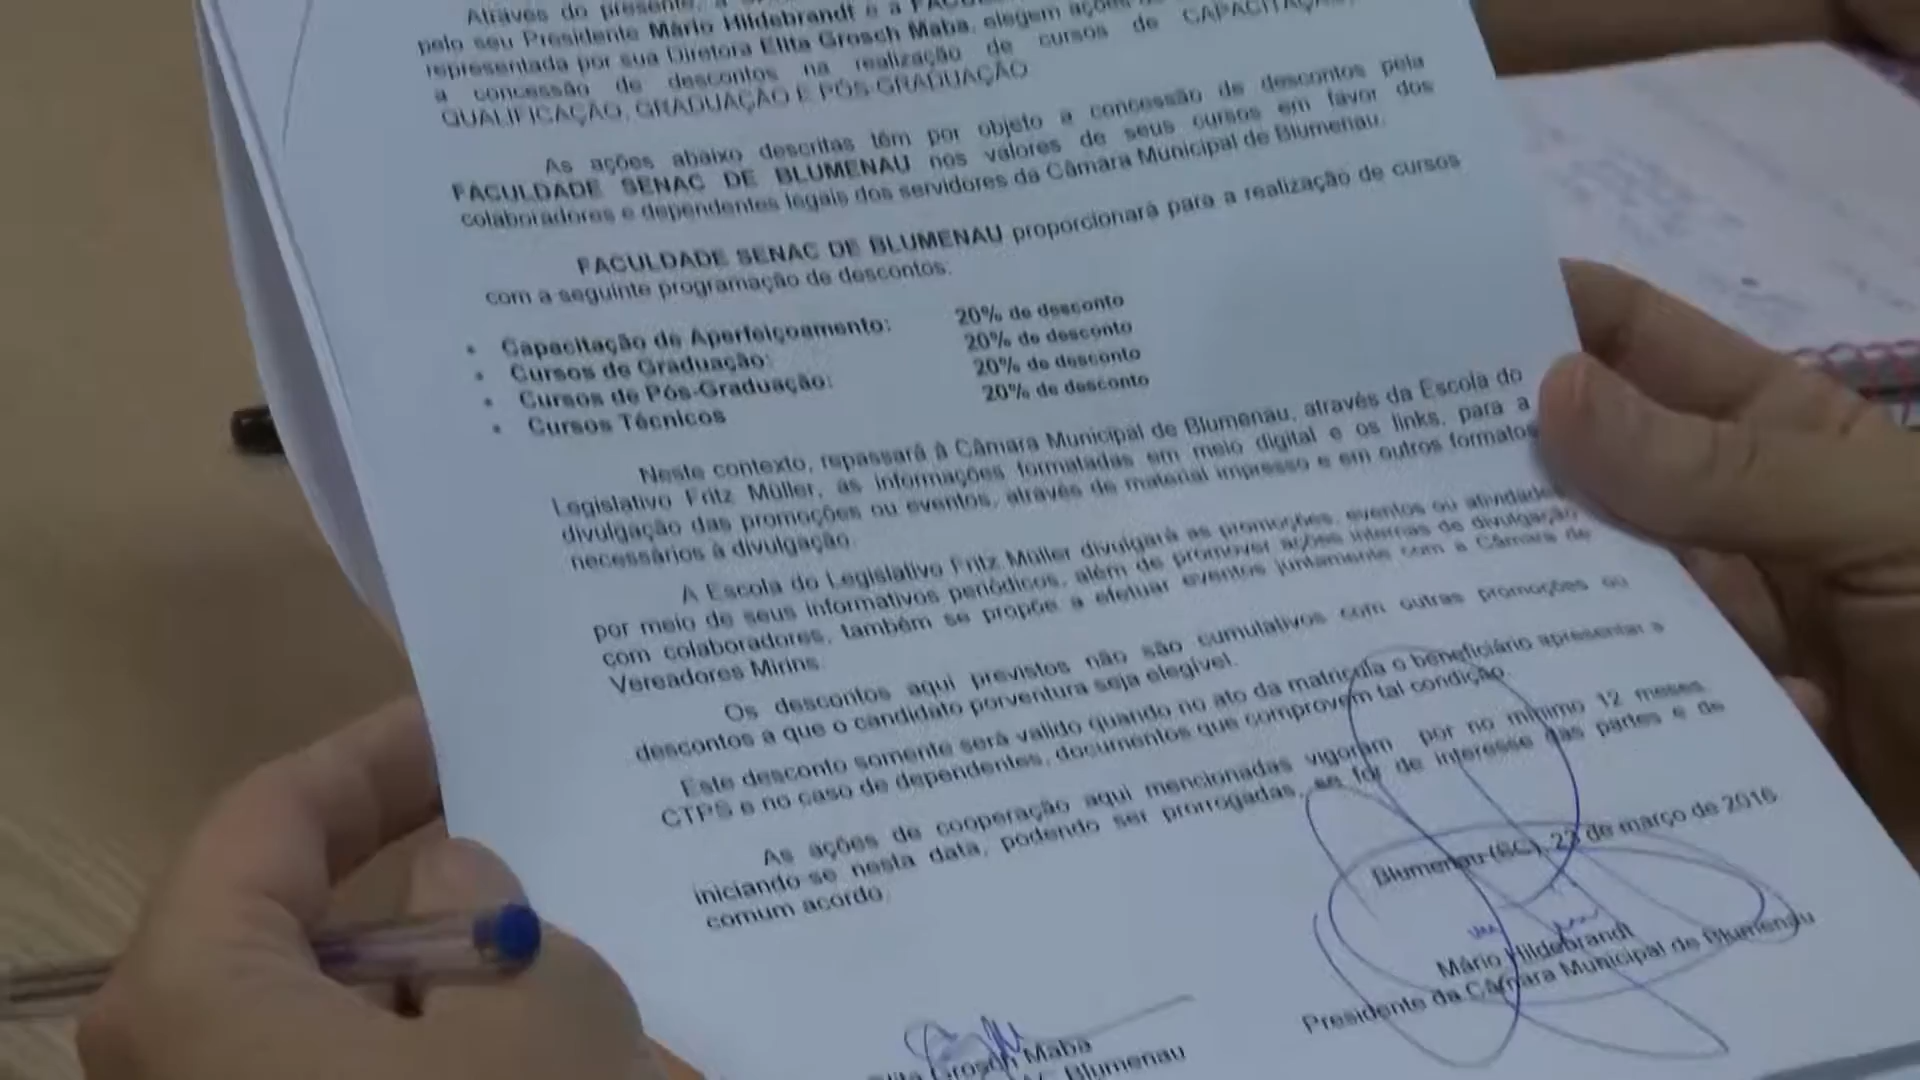 Através do presente, a
pelo seu Presidente Mário Hildebrandt e a
representada por sua Diretora Elita Grosch Maba, elegem ações
a concessão de descontos na realização de cursos de CAPACITAÇÃO,
QUALIFICAÇÃO, GRADUAÇÃO E PÓS-GRADUAÇÃO
As ações abaixo descritas têm por objeto a concessão de descontos pela
FACULDADE SENAC DE BLUMENAU nos valores de seus cursos em favor dos
colaboradores e dependentes legais dos servidores da Câmara Municipal de Blumenau.
FACULDADE SENAC DE BLUMENAU proporcionará para a realização de cursos
com a seguinte programação de descontos:
• Capacitação de Aperfeiçoamento: 20% de desconto
• Cursos de Graduação: 20% de desconto
• Cursos de Pós-Graduação: 20% de desconto
• Cursos Técnicos 20% de desconto
Neste contexto, repassará à Câmara Municipal de Blumenau, através da Escola do
Legislativo Fritz Müller, as informações formatadas em meio digital e os links, para a
divulgação das promoções ou eventos, através de material impresso e em outros formatos
necessários à divulgação.
A Escola do Legislativo Fritz Müller divulgará as promoções, eventos ou atividades
por meio de seus informativos periódicos, além de promover ações internas de divulgação
com colaboradores, também se propõe a efetuar eventos juntamente com a Câmara de
Vereadores Mirins.
Os descontos aqui previstos não são cumulativos com outras promoções ou
descontos a que o candidato porventura seja elegível.
Este desconto somente será valido quando no ato da matrícula o beneficiário apresentar a
CTPS e no caso de dependentes, documentos que comprovem tal condição.
As ações de cooperação aqui mencionadas vigoram por no mínimo 12 meses,
iniciando-se nesta data, podendo ser prorrogadas, se for de interesse das partes e de
comum acordo.
Blumenau (SC), 23 de março de 2016
Mário Hildebrandt
Presidente da Câmara Municipal de Blumenau
Elita Grosch Maba
Blumenau